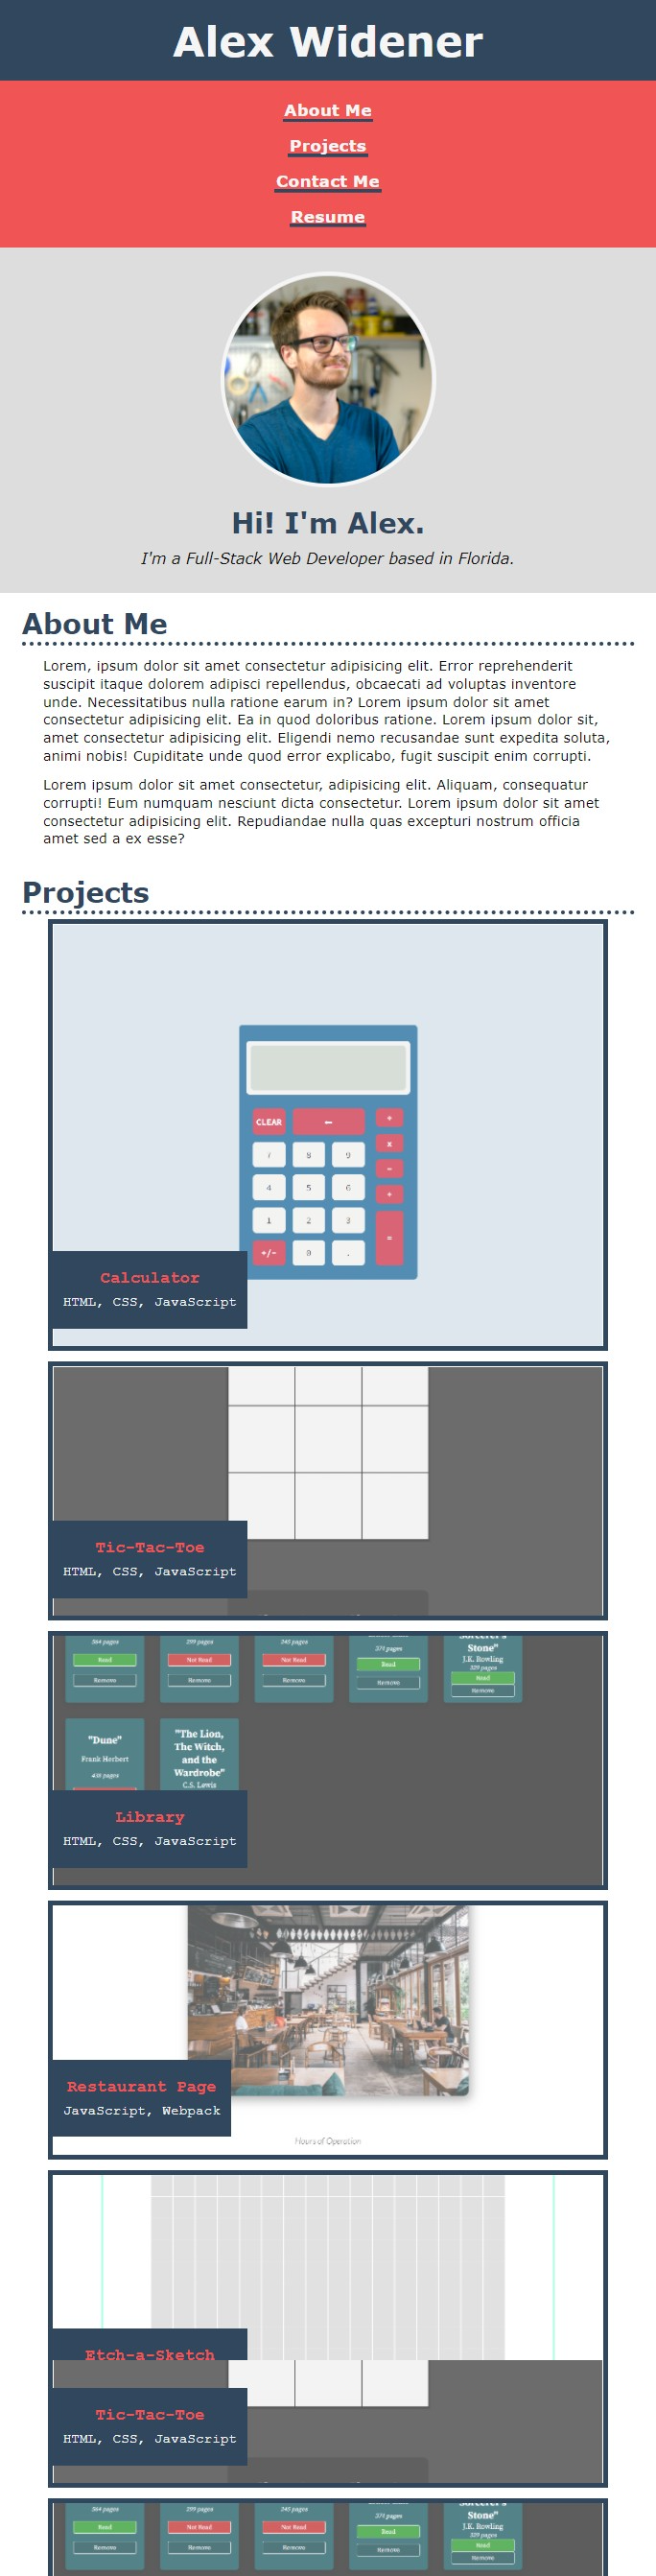 Alex Widener
About Me
Projects
Contact Me
Resume
Hi! I'm Alex.
I'm a Full-Stack Web Developer based in Florida.
About Me
Lorem, ipsum dolor sit amet consectetur adipisicing elit. Error reprehenderit
suscipit itaque dolorem adipisci repellendus, obcaecati ad voluptas inventore
unde. Necessitatibus nulla ratione earum in? Lorem ipsum dolor sit amet
consectetur adipisicing elit. Ea in quod doloribus ratione. Lorem ipsum dolor sit,
amet consectetur adipisicing elit. Eligendi nemo recusandae sunt expedita soluta,
animi nobis! Cupiditate unde quod error explicabo, fugit suscipit enim corrupti.
Lorem ipsum dolor sit amet consectetur, adipisicing elit. Aliquam, consequatur
corrupti! Eum numquam nesciunt dicta consectetur. Lorem ipsum dolor sit amet
consectetur adipisicing elit. Repudiandae nulla quas excepturi nostrum officia
amet sed a ex esse?
Projects
CLEAR ←
7 8 9 x
4 5 6 -
1 2 3 =
+/- 0 .
Calculator
HTML, CSS, JavaScript
Tic-Tac-Toe
HTML, CSS, JavaScript
364 pages 299 pages 345 pages 371 pages Sorcerer's
Stone"
J.K. Rowling
329 pages
Read Not Read Not Read Read Read
Remove Remove Remove Remove Remove
"Dune"
Frank Herbert
"The Lion,
The Witch,
and the
Wardrobe"
C.S. Lewis
Library
HTML, CSS, JavaScript
Restaurant Page
JavaScript, Webpack
Hours of Operation
Etch-a-Sketch
Tic-Tac-Toe
HTML, CSS, JavaScript
364 pages 299 pages 345 pages 371 pages Sorcerer's
Stone"
J.K. Rowling
329 pages
Read Not Read Not Read Read Read
Remove Remove Remove Remove Remove